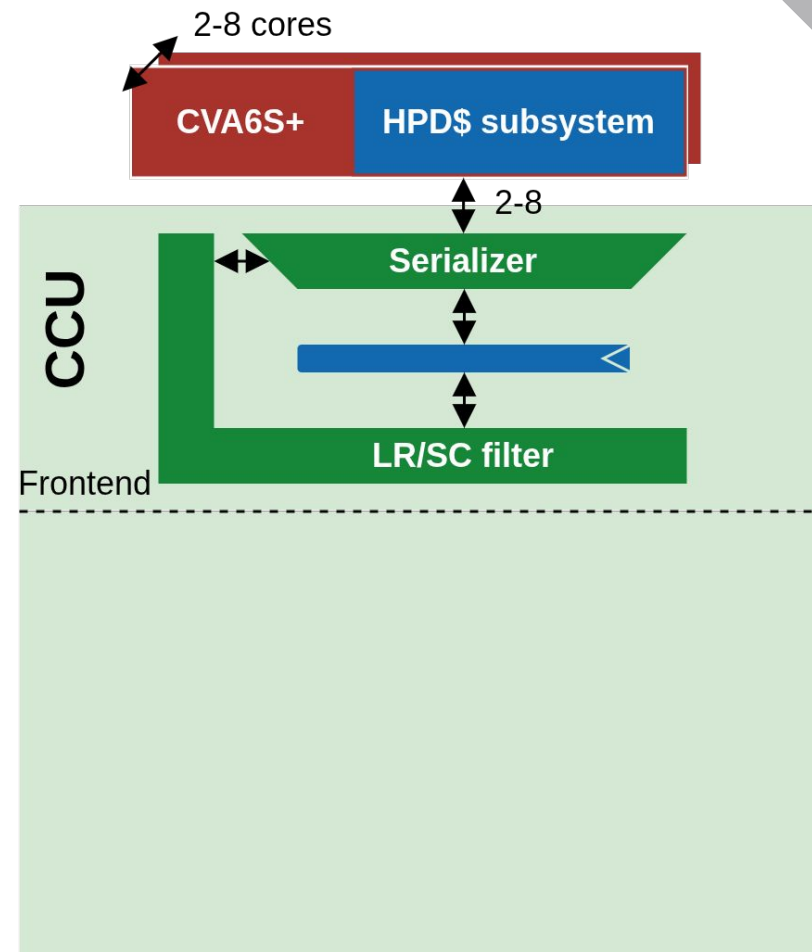 2-8 cores
CVA6S+
HPD$ subsystem
2-8
Serializer
CCU
LR/SC filter
Frontend